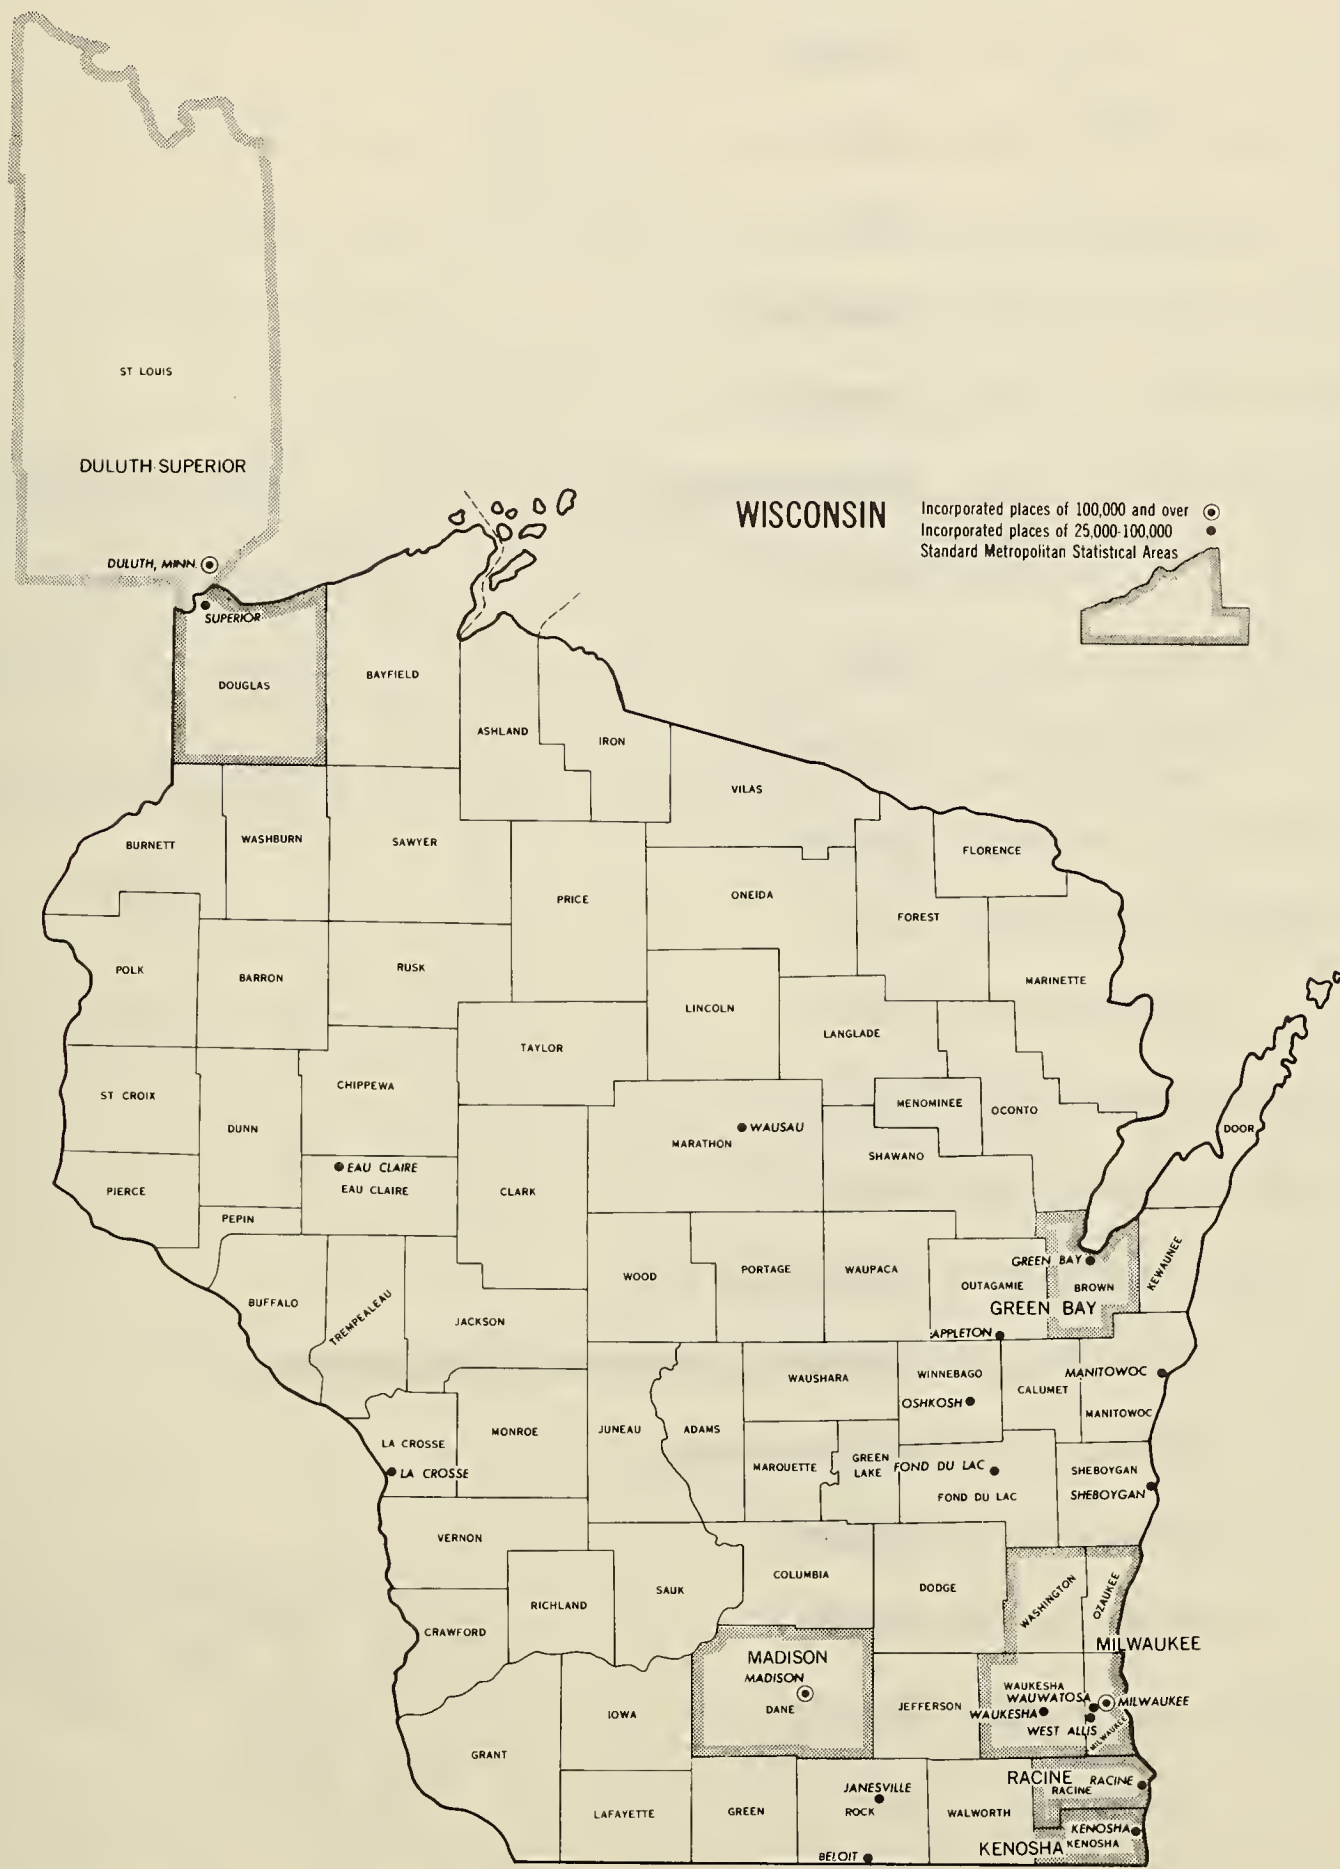 ST LOUIS
DULUTH-SUPERIOR
WISCONSIN
Incorporated places of 100,000 and over
Incorporated places of 25,000-100,000
Standard Metropolitan Statistical Areas
DULUTH, MINN.
SUPERIOR
DOUGLAS
BAYFIELD
ASHLAND
IRON
VILAS
BURNETT
WASHBURN
SAWYER
FLORENCE
PRICE
ONEIDA
FOREST
POLK
BARRON
RUSK
MARINETTE
LINCOLN
LANGLADE
TAYLOR
ST CROIX
CHIPPEWA
MENOMINEE
OCONTO
DUNN
WAUSAU
MARATHON
DOOR
SHAWANO
EAU CLAIRE
EAU CLAIRE
PIERCE
CLARK
PEPIN
GREEN BAY
KEWAUNEE
WOOD
PORTAGE
WAUPACA
OUTAGAMIE
BROWN
GREEN BAY
BUFFALO
TREMPEALEAU
JACKSON
APPLETON
WAUSHARA
WINNEBAGO
CALUMET
MANITOWOC
OSHKOSH
MANITOWOC
JUNEAU
ADAMS
MONROE
LA CROSSE
LA CROSSE
MAROUETTE
GREEN
LAKE
FOND DU LAC
FOND DU LAC
SHEBOYGAN
SHEBOYGAN
VERNON
RICHLAND
SAUK
COLUMBIA
DODGE
WASHINGTON
OZAUKEE
CRAWFORD
MADISON
MADISON
DANE
MILWAUKEE
JEFFERSON
WAUKESHA
WAUWATOSA
MILWAUKEE
WAUKESHA
WEST ALLIS
MILWAUKEE
IOWA
GRANT
RACINE
RACINE
RACINE
LAFAYETTE
GREEN
JANESVILLE
ROCK
WALWORTH
KENOSHA
KENOSHA
KENOSHA
BELOIT